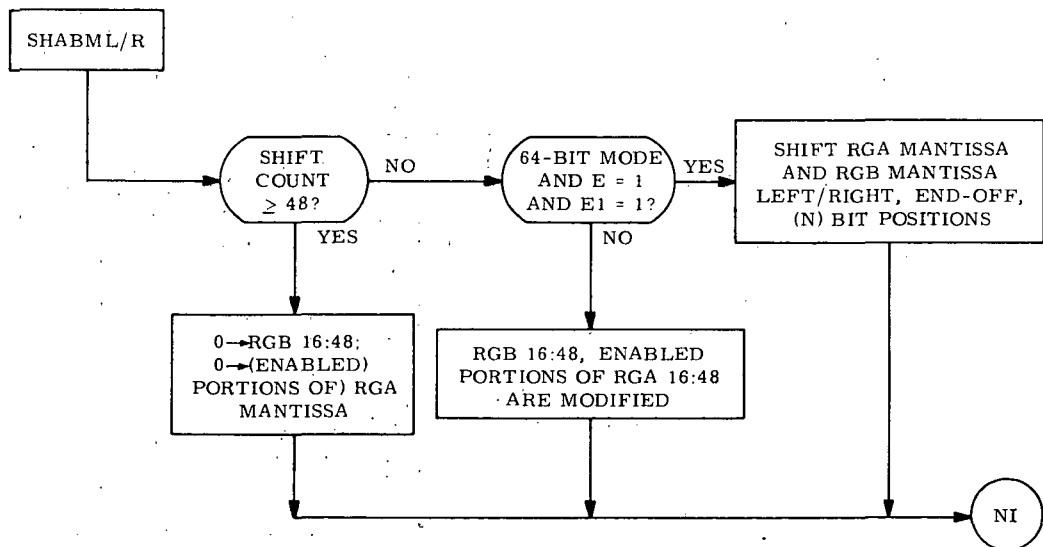 SHABML/R
SHIFT
COUNT
≥ 48?
NO
YES
64-BIT MODE
AND E = 1
AND E1 = 1?
YES
NO
SHIFT RGA MANTISSA
AND RGB MANTISSA
LEFT/RIGHT, END-OFF,
(N) BIT POSITIONS
0→RGB 16:48;
0→(ENABLED)
PORTIONS OF) RGA
MANTISSA
RGB 16:48, ENABLED
PORTIONS OF RGA 16:48
ARE MODIFIED
NI